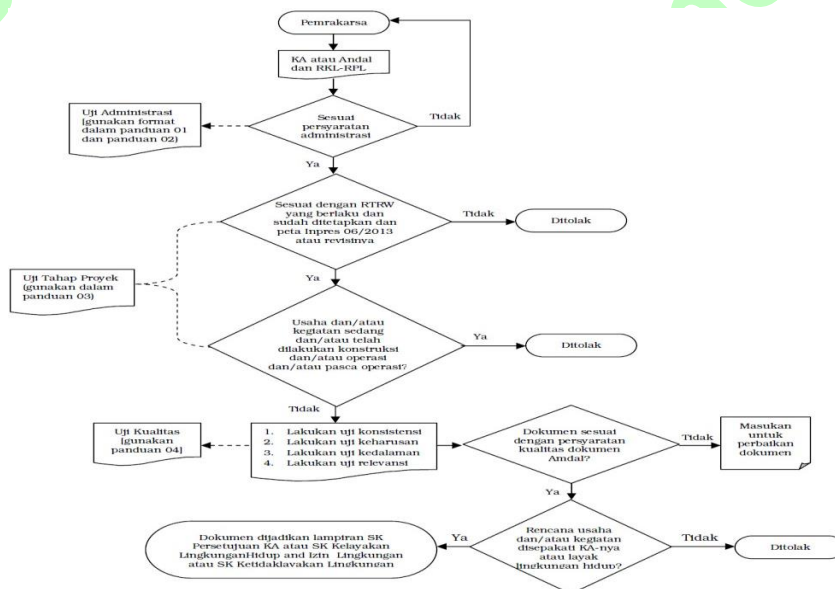 Pemrakarsa
KA atau Andal
dan RKL-RPL
Uji Administrasi
[gunakan format
dalam panduan 01
dan panduan 02]
Sesuai
persyaratan
administrasi
Tidak
Ya
Sesuai dengan RTRW
yang berlaku dan
sudah ditetapkan dan
peta Inpres 06/2013
atau revisinya
Tidak
Ditolak
Uji Tahap Proyek
(gunakan dalam
panduan 03)
Ya
Usaha dan/atau
kegiatan sedang
dan/atau telah
dilakukan konstruksi
dan/atau operasi
dan/atau pasca operasi?
Ya
Ditolak
Tidak
Uji Kualitas
[gunakan
panduan 04]
1. Lakukan uji konsistensi
2. Lakukan uji keharusan
3. Lakukan uji kedalaman
4. Lakukan uji relevansi
Dokumen sesuai
dengan persyaratan
kualitas dokumen
Amdal?
Tidak
Masukan
untuk
perbaikan
dokumen
Ya
Rencana usaha
dan/atau kegiatan
disepakati KA-nya
atau layak
lingkungan hidup?
Ya
Dokumen dijadikan lampiran SK
Persetujuan KA atau SK Kelayakan
LingkunganHidup and Izin Lingkungan
atau SK Ketidaklayakan Lingkungan
Tidak
Ditolak